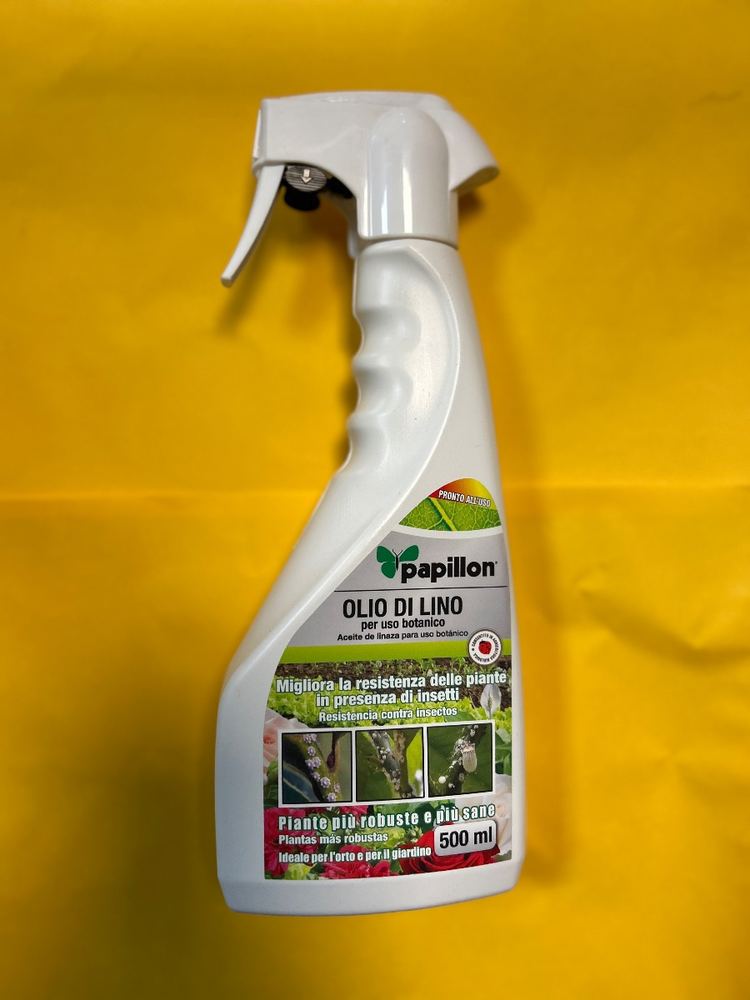 PRONTO ALL'USO
papillon®
OLIO DI LINO
per uso botanico
Aceite de linaza para uso botánico
Migliora la resistenza delle piante
in presenza di insetti
Resistencia contra insectos
Piante più robuste e più sane
Plantas más robustas
500 ml
Ideale per l'orto e per il giardino